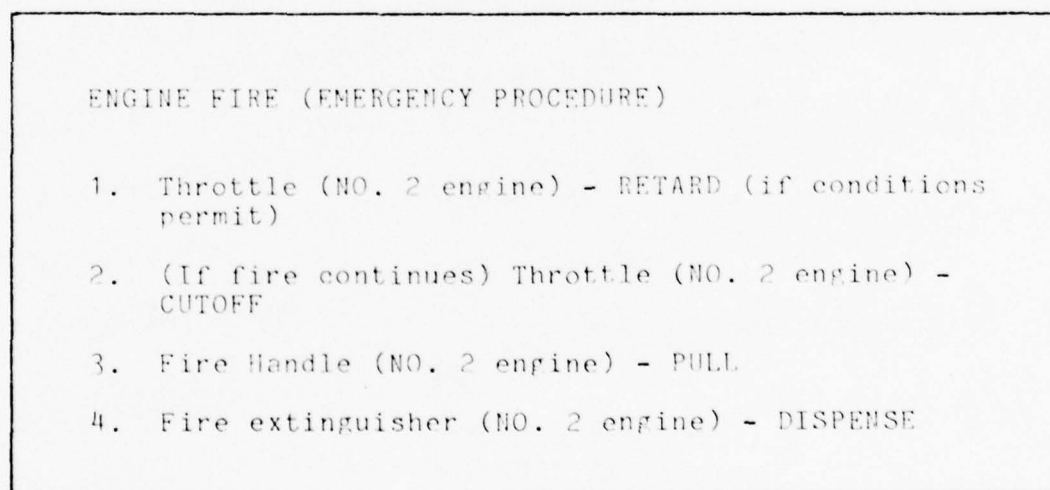 ENGINE FIRE (EMERGENCY PROCEDURE)
1. Throttle (NO. 2 engine) - RETARD (if conditions
permit)
2. (If fire continues) Throttle (NO. 2 engine) -
CUTOFF
3. Fire Handle (NO. 2 engine) - PULL
4. Fire extinguisher (NO. 2 engine) - DISPENSE